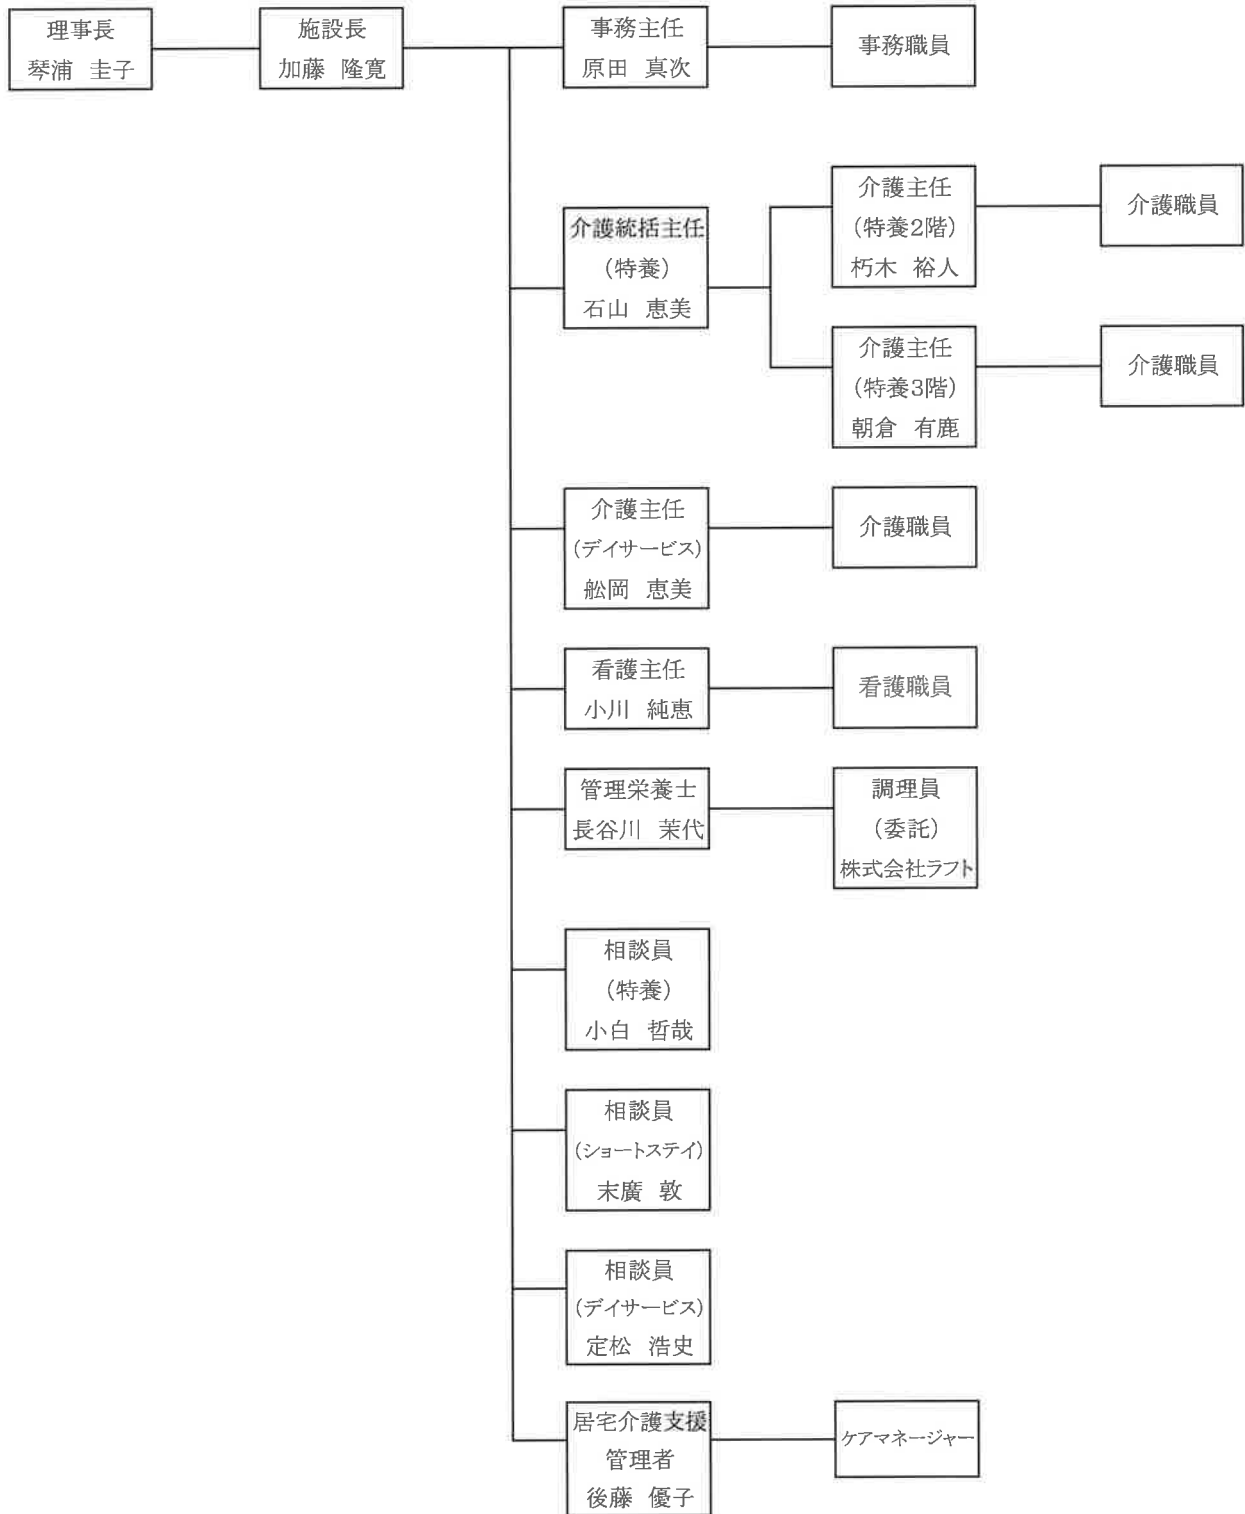 理事長
琴浦 圭子
施設長
加藤 隆寛
事務主任
原田 真次
事務職員
介護統括主任
(特養)
石山 恵美
介護主任
(特養2階)
朽木 裕人
介護職員
介護主任
(特養3階)
朝倉 有鹿
介護職員
介護主任
(デイサービス)
舩岡 恵美
介護職員
看護主任
小川 純恵
看護職員
管理栄養士
長谷川 茉代
調理員
(委託)
株式会社ラフト
相談員
(特養)
小白 哲哉
相談員
(ショートステイ)
末廣 敦
相談員
(デイサービス)
定松 浩史
居宅介護支援
管理者
後藤 優子
ケアマネージャー